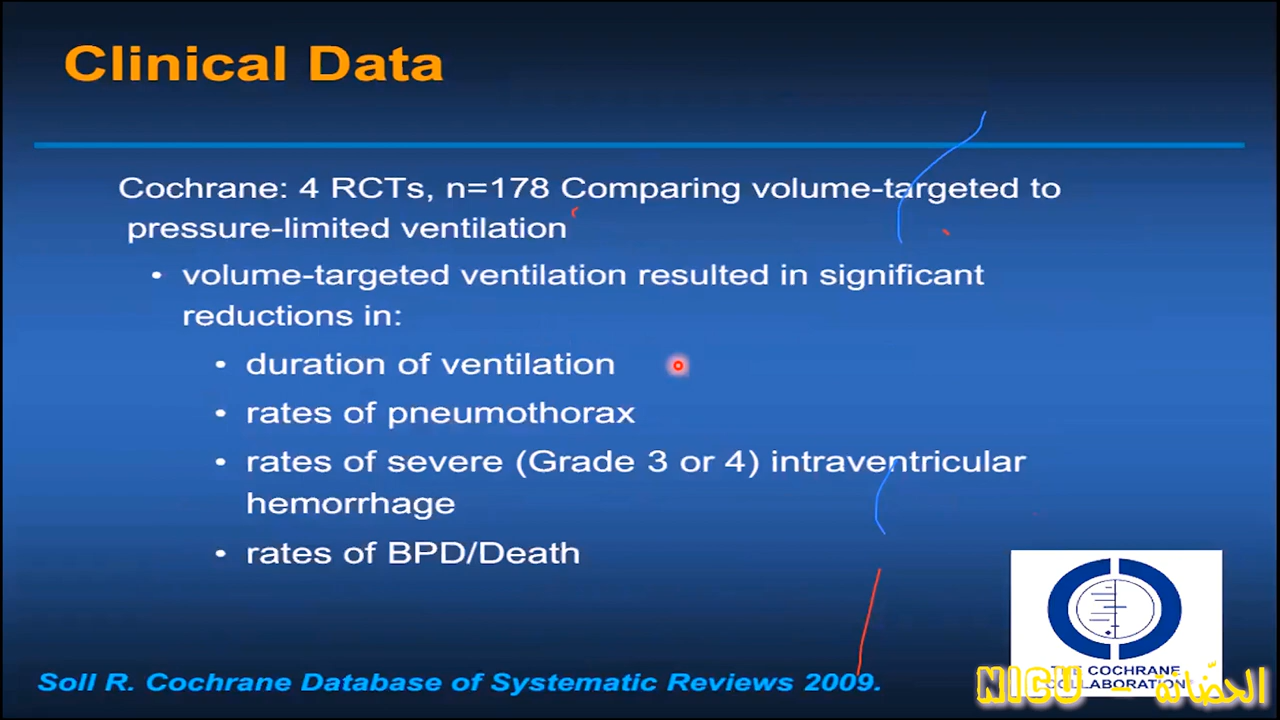 Clinical Data
Cochrane: 4 RCTs, n=178 Comparing volume-targeted to
pressure-limited ventilation
• volume-targeted ventilation resulted in significant
reductions in:
• duration of ventilation
• rates of pneumothorax
• rates of severe (Grade 3 or 4) intraventricular
hemorrhage
• rates of BPD/Death
THE COCHRANE
COLLABORATION
Soll R. Cochrane Database of Systematic Reviews 2009.
NICU – الحضّانة